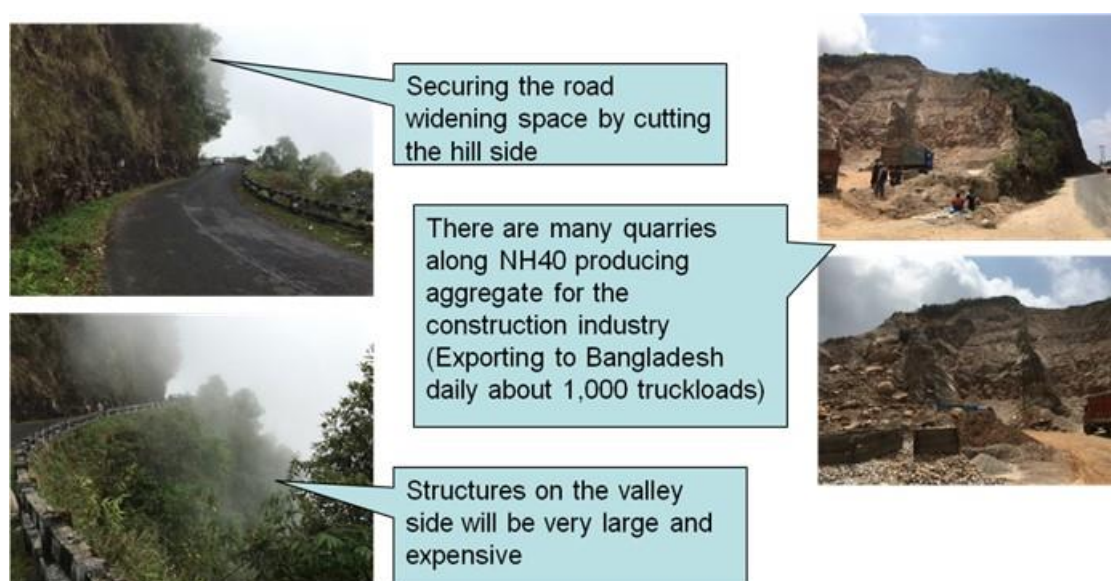 Securing the road
widening space by cutting
the hill side
There are many quarries
along NH40 producing
aggregate for the
construction industry
(Exporting to Bangladesh
daily about 1,000 truckloads)
Structures on the valley
side will be very large and
expensive